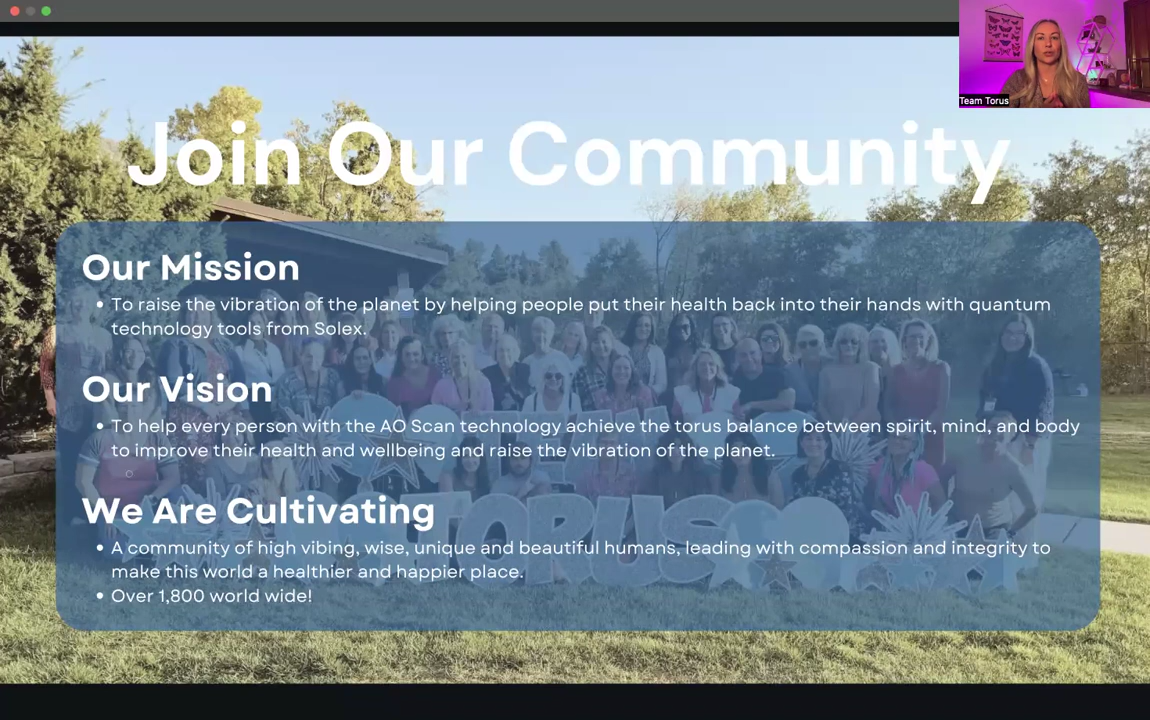 Team Torus
Join Our Community
Our Mission
• To raise the vibration of the planet by helping people put their health back into their hands with quantum
technology tools from Solex.
Our Vision
• To help every person with the AO Scan technology achieve the torus balance between spirit, mind, and body
to improve their health and wellbeing and raise the vibration of the planet.
We Are Cultivating
• A community of high vibing, wise, unique and beautiful humans, leading with compassion and integrity to
make this world a healthier and happier place.
• Over 1,800 world wide!
TORUS